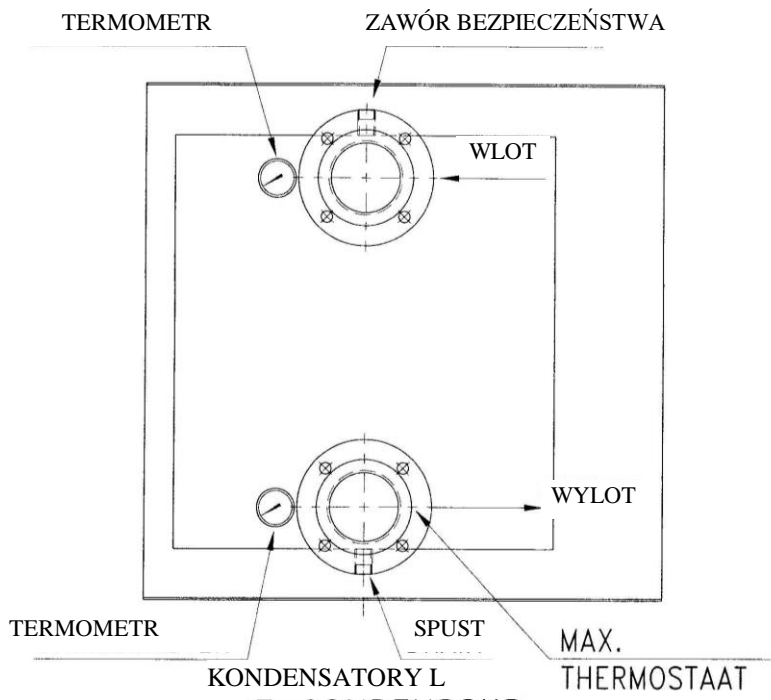 TERMOMETR
ZAWÓR BEZPIECZEŃSTWA
WLOT
WYLOT
TERMOMETR
SPUST
MAX.
THERMOSTAAT
KONDENSATORY L